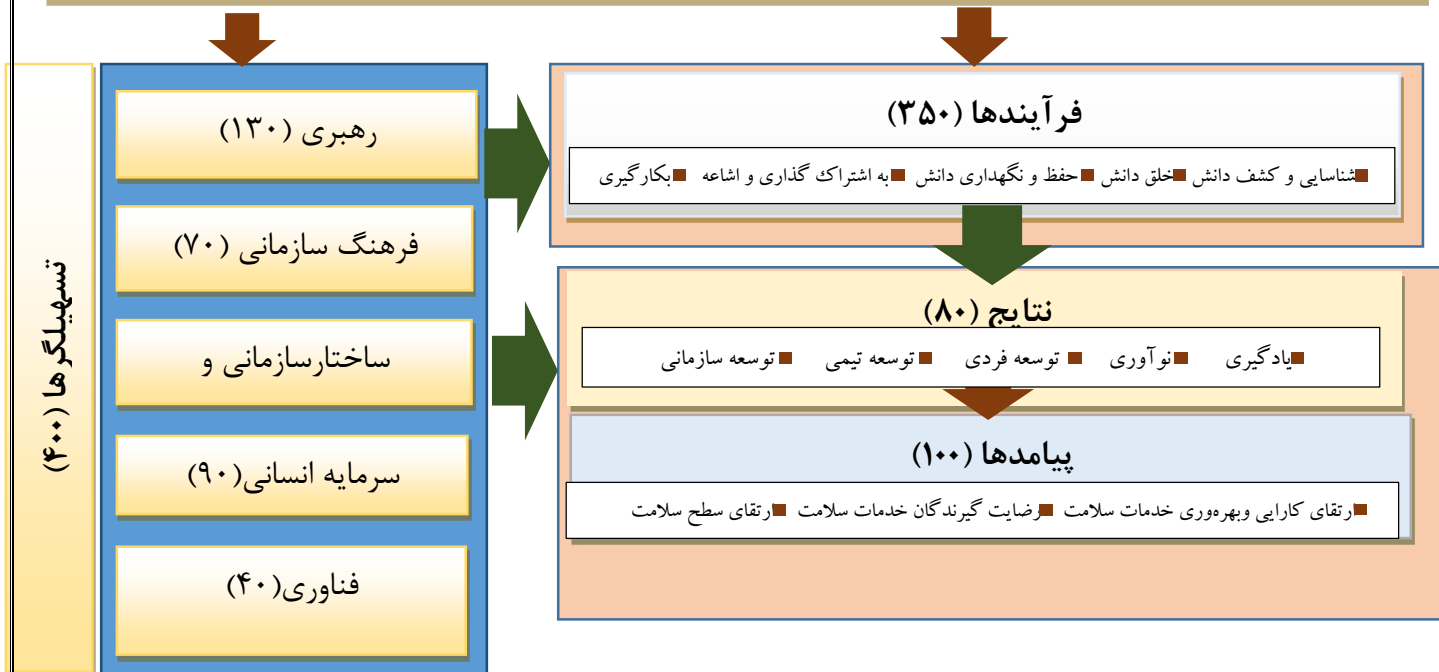 تسهیلگرها (۴۰۰)
رهبری (۱۳۰)
فرهنگ سازمانی (۷۰)
ساختارسازمانی و
سرمایه انسانی(۹۰)
فناوری(۴۰)
فرآیندها (۳۵۰)
■شناسایی و کشف دانش ■خلق دانش ■حفظ و نگهداری دانش ■به اشتراک گذاری و اشاعه ■بکارگیری
نتایج (۸۰)
■یادگیری ■نوآوری ■ توسعه فردی ■ توسعه تیمی ■ توسعه سازمانی
پیامدها (۱۰۰)
■ارتقای کارایی وبهره‌وری خدمات سلامت ■رضایت گیرندگان خدمات سلامت ■ارتقای سطح سلامت